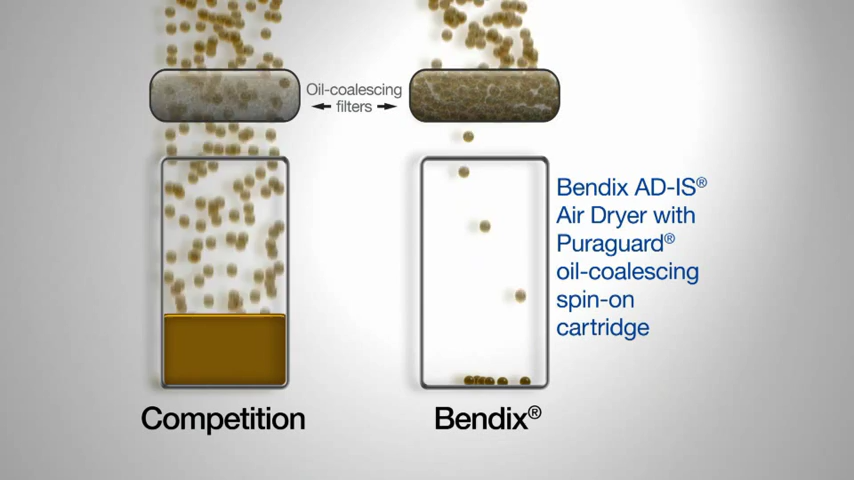 Oil-coalescing
filters
Bendix AD-IS®
Air Dryer with
Puraguard®
oil-coalescing
spin-on
cartridge
Competition
Bendix®